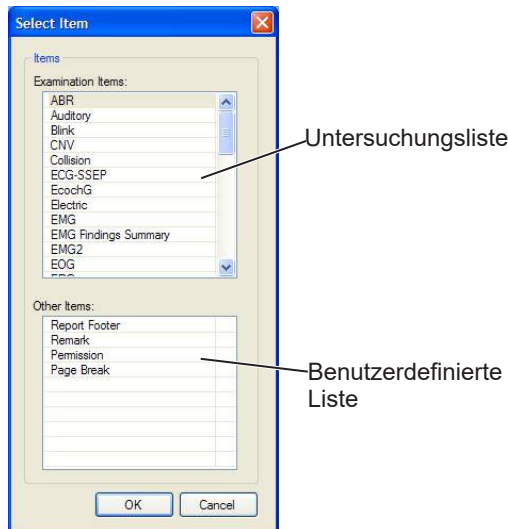 Select Item
Items
Examination Items:
ABR
Auditory
Blink
CNV
Collision
ECG-SSEP
EcochG
Electric
EMG
EMG Findings Summary
EMG2
EOG
Untersuchungsliste
Other Items:
Report Footer
Remark
Permission
Page Break
Benutzerdefinierte
Liste
OK
Cancel